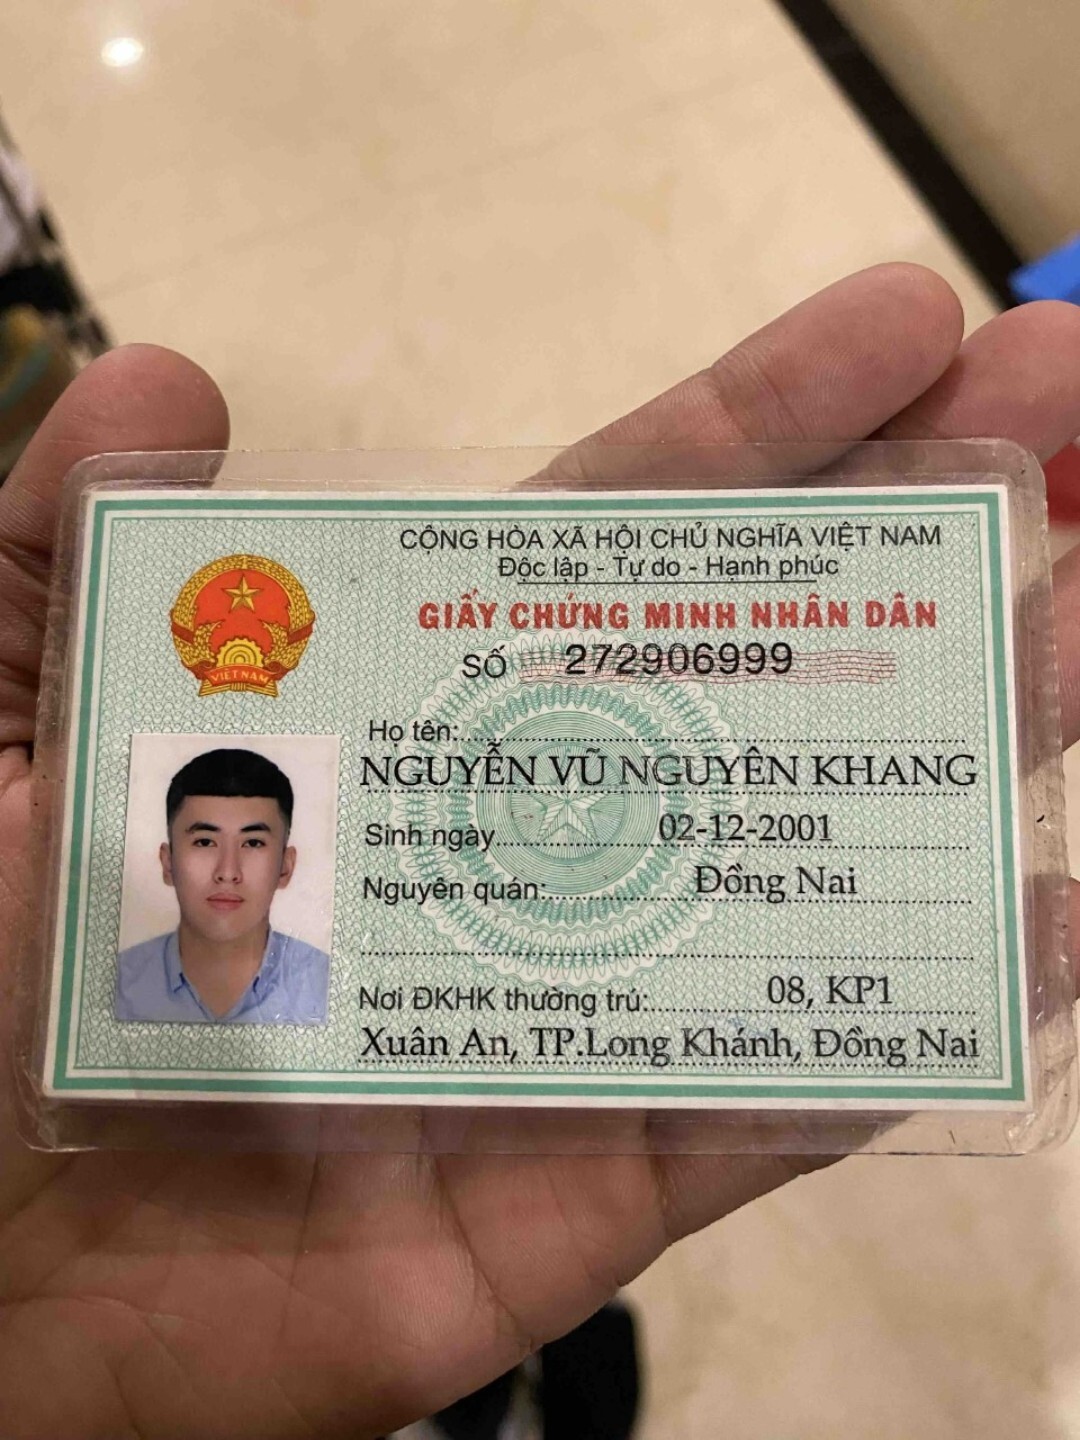 CỘNG HÒA XÃ HỘI CHỦ NGHĨA VIỆT NAM
Độc lập - Tự do - Hạnh phúc
GIẤY CHỨNG MINH NHÂN DÂN
SỐ 272906999
VIET NAM
Họ tên:
NGUYỄN VŨ NGUYÊN KHANG
Sinh ngày 02-12-2001
Nguyên quán: Đồng Nai
Nơi ĐKHK thường trú: 08, KP1
Xuân An, TP.Long Khánh, Đồng Nai